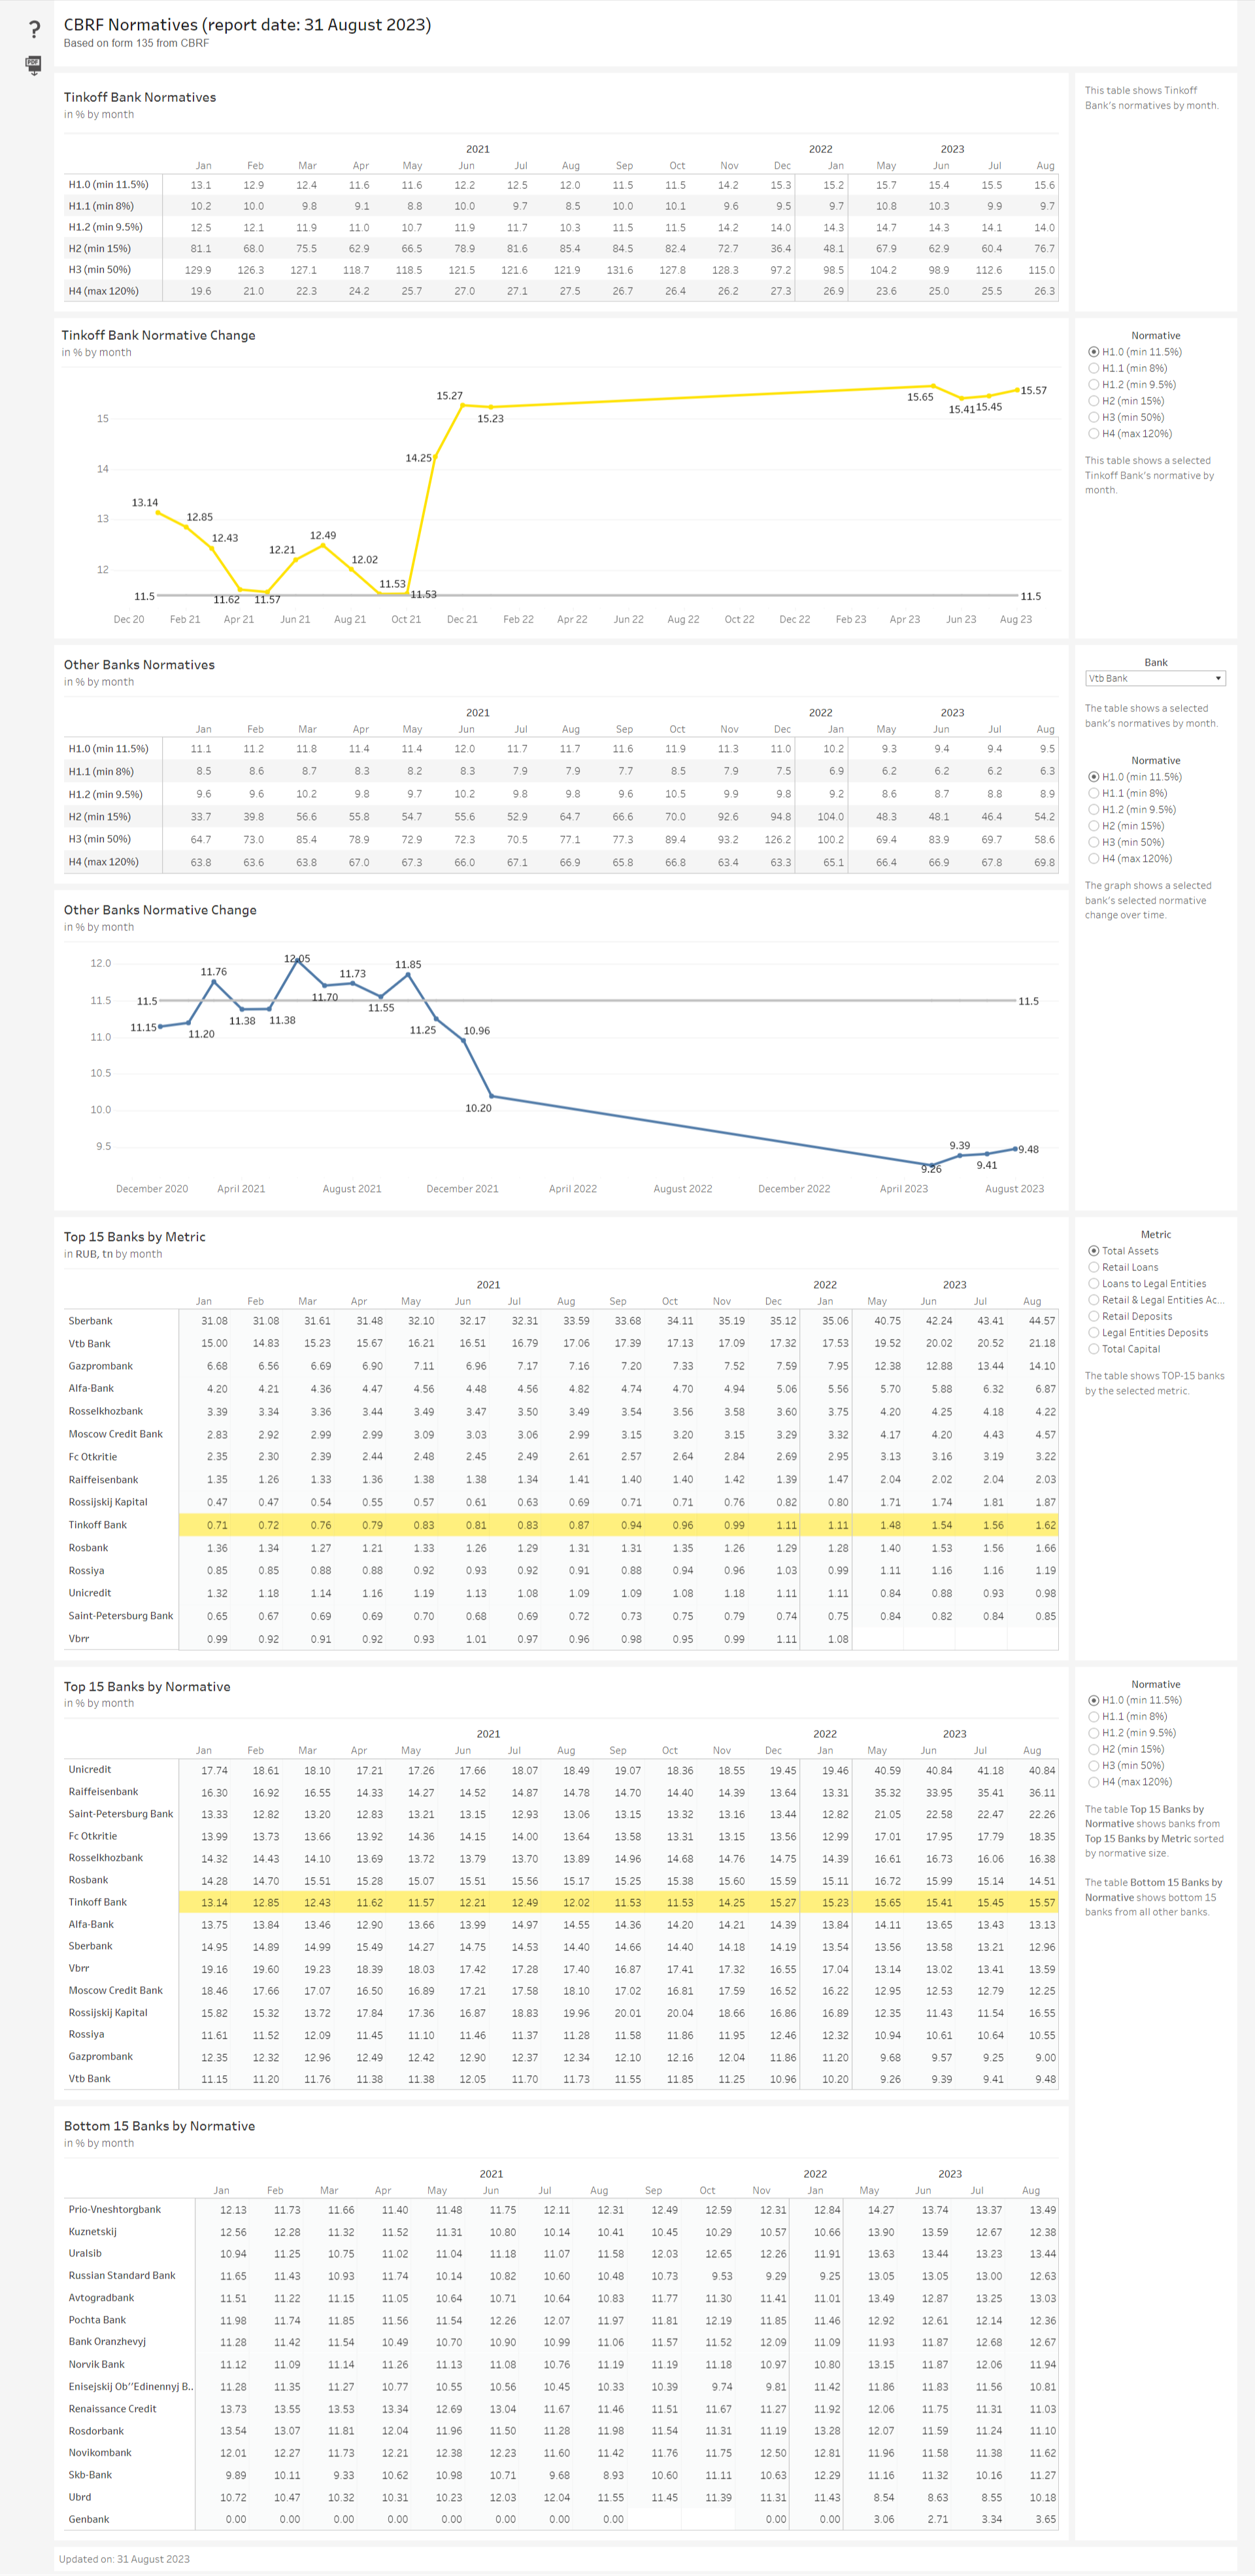 ?
CBRF Normatives (report date: 31 August 2023)
Based on form 135 from CBRF
PDF
Tinkoff Bank Normatives
in % by month
2021 2022 2023
Jan Feb Mar Apr May Jun Jul Aug Sep Oct Nov Dec Jan May Jun Jul Aug
H1.0 (min 11.5%) 13.1 12.9 12.4 11.6 11.6 12.2 12.5 12.0 11.5 11.5 14.2 15.3 15.2 15.7 15.4 15.5 15.6
H1.1 (min 8%) 10.2 10.0 9.8 9.1 8.8 10.0 9.7 8.5 10.0 10.1 9.6 9.5 9.7 10.8 10.3 9.9 9.7
H1.2 (min 9.5%) 12.5 12.1 11.9 11.0 10.7 11.9 11.7 10.3 11.5 11.5 14.2 14.0 14.3 14.7 14.3 14.1 14.0
H2 (min 15%) 81.1 68.0 75.5 62.9 66.5 78.9 81.6 85.4 84.5 82.4 72.7 36.4 48.1 67.9 62.9 60.4 76.7
H3 (min 50%) 129.9 126.3 127.1 118.7 118.5 121.5 121.6 121.9 131.6 127.8 128.3 97.2 98.5 104.2 98.9 112.6 115.0
H4 (max 120%) 19.6 21.0 22.3 24.2 25.7 27.0 27.1 27.5 26.7 26.4 26.2 27.3 26.9 23.6 25.0 25.5 26.3
This table shows Tinkoff
Bank's normatives by month.
Tinkoff Bank Normative Change
in % by month
15
14
13
12
13.14
12.85
12.43
11.62
11.57
12.21
12.49
12.02
11.53
11.53
14.25
15.27
15.23
15.65
15.41
15.45
15.57
11.5
11.5
Dec 20 Feb 21 Apr 21 Jun 21 Aug 21 Oct 21 Dec 21 Feb 22 Apr 22 Jun 22 Aug 22 Oct 22 Dec 22 Feb 23 Apr 23 Jun 23 Aug 23
Normative
H1.0 (min 11.5%)
H1.1 (min 8%)
H1.2 (min 9.5%)
H2 (min 15%)
H3 (min 50%)
H4 (max 120%)
This table shows a selected
Tinkoff Bank's normative by
month.
Other Banks Normatives
in % by month
2021 2022 2023
Jan Feb Mar Apr May Jun Jul Aug Sep Oct Nov Dec Jan May Jun Jul Aug
H1.0 (min 11.5%) 11.1 11.2 11.8 11.4 11.4 12.0 11.7 11.7 11.6 11.9 11.3 11.0 10.2 9.3 9.4 9.4 9.5
H1.1 (min 8%) 8.5 8.6 8.7 8.3 8.2 8.3 7.9 7.9 7.7 8.5 7.9 7.5 6.9 6.2 6.2 6.2 6.3
H1.2 (min 9.5%) 9.6 9.6 10.2 9.8 9.7 10.2 9.8 9.8 9.6 10.5 9.9 9.8 9.2 8.6 8.7 8.8 8.9
H2 (min 15%) 33.7 39.8 56.6 55.8 54.7 55.6 52.9 64.7 66.6 70.0 92.6 94.8 104.0 48.3 48.1 46.4 54.2
H3 (min 50%) 64.7 73.0 85.4 78.9 72.9 72.3 70.5 77.1 77.3 89.4 93.2 126.2 100.2 69.4 83.9 69.7 58.6
H4 (max 120%) 63.8 63.6 63.8 67.0 67.3 66.0 67.1 66.9 65.8 66.8 63.4 63.3 65.1 66.4 66.9 67.8 69.8
Bank
Vtb Bank
The table shows a selected
bank's normatives by month.
Normative
H1.0 (min 11.5%)
H1.1 (min 8%)
H1.2 (min 9.5%)
H2 (min 15%)
H3 (min 50%)
H4 (max 120%)
The graph shows a selected
bank's selected normative
change over time.
Other Banks Normative Change
in % by month
12.0
11.5
11.0
10.5
10.0
9.5
11.5
11.15
11.20
11.76
11.38
11.38
12.05
11.70
11.73
11.55
11.85
11.25
10.96
10.20
9.26
9.39
9.41
9.48
11.5
December 2020 April 2021 August 2021 December 2021 April 2022 August 2022 December 2022 April 2023 August 2023
Top 15 Banks by Metric
in RUB, tn by month
2021 2022 2023
Jan Feb Mar Apr May Jun Jul Aug Sep Oct Nov Dec Jan May Jun Jul Aug
Sberbank 31.08 31.08 31.61 31.48 32.10 32.17 32.31 33.59 33.68 34.11 35.19 35.12 35.06 40.75 42.24 43.41 44.57
Vtb Bank 15.00 14.83 15.23 15.67 16.21 16.51 16.79 17.06 17.39 17.13 17.09 17.32 17.53 19.52 20.02 20.52 21.18
Gazprombank 6.68 6.56 6.69 6.90 7.11 6.96 7.17 7.16 7.20 7.33 7.52 7.59 7.95 12.38 12.88 13.44 14.10
Alfa-Bank 4.20 4.21 4.36 4.47 4.56 4.48 4.56 4.82 4.74 4.70 4.94 5.06 5.56 5.70 5.88 6.32 6.87
Rosselkhozbank 3.39 3.34 3.36 3.44 3.49 3.47 3.50 3.49 3.54 3.56 3.58 3.60 3.75 4.20 4.25 4.18 4.22
Moscow Credit Bank 2.83 2.92 2.99 2.99 3.09 3.03 3.06 2.99 3.15 3.20 3.15 3.29 3.32 4.17 4.20 4.43 4.57
Fc Otkritie 2.35 2.30 2.39 2.44 2.48 2.45 2.49 2.61 2.57 2.64 2.84 2.69 2.95 3.13 3.16 3.19 3.22
Raiffeisenbank 1.35 1.26 1.33 1.36 1.38 1.38 1.34 1.41 1.40 1.40 1.42 1.39 1.47 2.04 2.02 2.04 2.03
Rossijskij Kapital 0.47 0.47 0.54 0.55 0.57 0.61 0.63 0.69 0.71 0.71 0.76 0.82 0.80 1.71 1.74 1.81 1.87
Tinkoff Bank 0.71 0.72 0.76 0.79 0.83 0.81 0.83 0.87 0.94 0.96 0.99 1.11 1.11 1.48 1.54 1.56 1.62
Rosbank 1.36 1.34 1.27 1.21 1.33 1.26 1.29 1.31 1.31 1.35 1.26 1.29 1.28 1.40 1.53 1.56 1.66
Rossiya 0.85 0.85 0.88 0.88 0.92 0.93 0.92 0.91 0.88 0.94 0.96 1.03 0.99 1.11 1.16 1.16 1.19
Unicredit 1.32 1.18 1.14 1.16 1.19 1.13 1.08 1.09 1.09 1.08 1.18 1.11 1.11 0.84 0.88 0.93 0.98
Saint-Petersburg Bank 0.65 0.67 0.69 0.69 0.70 0.68 0.69 0.72 0.73 0.75 0.79 0.74 0.75 0.84 0.82 0.84 0.85
Vbrr 0.99 0.92 0.91 0.92 0.93 1.01 0.97 0.96 0.98 0.95 0.99 1.11 1.08
Metric
Total Assets
Retail Loans
Loans to Legal Entities
Retail & Legal Entities Ac...
Retail Deposits
Legal Entities Deposits
Total Capital
The table shows TOP-15 banks
by the selected metric.
Top 15 Banks by Normative
in % by month
2021 2022 2023
Jan Feb Mar Apr May Jun Jul Aug Sep Oct Nov Dec Jan May Jun Jul Aug
Unicredit 17.74 18.61 18.10 17.21 17.26 17.66 18.07 18.49 19.07 18.36 18.55 19.45 19.46 40.59 40.84 41.18 40.84
Raiffeisenbank 16.30 16.92 16.55 14.33 14.27 14.52 14.87 14.78 14.70 14.40 14.39 13.64 13.31 35.32 33.95 35.41 36.11
Saint-Petersburg Bank 13.33 12.82 13.20 12.83 13.21 13.15 12.93 13.06 13.15 13.32 13.16 13.44 12.82 21.05 22.58 22.47 22.26
Fc Otkritie 13.99 13.73 13.66 13.92 14.36 14.15 14.00 13.64 13.58 13.31 13.15 13.56 12.99 17.01 17.95 17.79 18.35
Rosselkhozbank 14.32 14.43 14.10 13.69 13.72 13.79 13.70 13.89 14.96 14.68 14.76 14.75 14.39 16.61 16.73 16.06 16.38
Rosbank 14.28 14.70 15.51 15.28 15.07 15.51 15.56 15.17 15.25 15.38 15.60 15.59 15.11 16.72 15.99 15.14 14.51
Tinkoff Bank 13.14 12.85 12.43 11.62 11.57 12.21 12.49 12.02 11.53 11.53 14.25 15.27 15.23 15.65 15.41 15.45 15.57
Alfa-Bank 13.75 13.84 13.46 12.90 13.66 13.99 14.97 14.55 14.36 14.20 14.21 14.39 13.84 14.11 13.65 13.43 13.13
Sberbank 14.95 14.89 14.99 15.49 14.27 14.75 14.53 14.40 14.66 14.40 14.18 14.19 13.54 13.56 13.58 13.21 12.96
Vbrr 19.16 19.60 19.23 18.39 18.03 17.42 17.28 17.40 16.87 17.41 17.32 16.55 17.04 13.14 13.02 13.41 13.59
Moscow Credit Bank 18.46 17.66 17.07 16.50 16.89 17.21 17.58 18.10 17.02 16.81 17.59 16.52 16.22 12.95 12.53 12.79 12.25
Rossijskij Kapital 15.82 15.32 13.72 17.84 17.36 16.87 18.83 19.96 20.01 20.04 18.66 16.86 16.89 12.35 11.43 11.54 16.55
Rossiya 11.61 11.52 12.09 11.45 11.10 11.46 11.37 11.28 11.58 11.86 11.95 12.46 12.32 10.94 10.61 10.64 10.55
Gazprombank 12.35 12.32 12.96 12.49 12.42 12.90 12.37 12.34 12.10 12.16 12.04 11.86 11.20 9.68 9.57 9.25 9.00
Vtb Bank 11.15 11.20 11.76 11.38 11.38 12.05 11.70 11.73 11.55 11.85 11.25 10.96 10.20 9.26 9.39 9.41 9.48
Normative
H1.0 (min 11.5%)
H1.1 (min 8%)
H1.2 (min 9.5%)
H2 (min 15%)
H3 (min 50%)
H4 (max 120%)
The table Top 15 Banks by
Normative shows banks from
Top 15 Banks by Metric sorted
by normative size.
The table Bottom 15 Banks by
Normative shows bottom 15
banks from all other banks.
Bottom 15 Banks by Normative
in % by month
2021 2022 2023
Jan Feb Mar Apr May Jun Jul Aug Sep Oct Nov Jan May Jun Jul Aug
Prio-Vneshtorgbank 12.13 11.73 11.66 11.40 11.48 11.75 12.11 12.31 12.49 12.59 12.31 12.84 14.27 13.74 13.37 13.49
Kuznetskij 12.56 12.28 11.32 11.52 11.31 10.80 10.14 10.41 10.45 10.29 10.57 10.66 13.90 13.59 12.67 12.38
Uralsib 10.94 11.25 10.75 11.02 11.04 11.18 11.07 11.58 12.03 12.65 12.26 11.91 13.63 13.44 13.23 13.44
Russian Standard Bank 11.65 11.43 10.93 11.74 10.14 10.82 10.60 10.48 10.73 9.53 9.29 9.25 13.05 13.05 13.00 12.63
Avtogradbank 11.51 11.22 11.15 11.05 10.64 10.71 10.64 10.83 11.77 11.30 11.41 11.01 13.49 12.87 13.25 13.03
Pochta Bank 11.98 11.74 11.85 11.56 11.54 12.26 12.07 11.97 11.81 12.19 11.85 11.46 12.92 12.61 12.14 12.36
Bank Oranzhevyj 11.28 11.42 11.54 10.49 10.70 10.90 10.99 11.06 11.57 11.52 12.09 11.09 11.93 11.87 12.68 12.67
Norvik Bank 11.12 11.09 11.14 11.26 11.13 11.08 10.76 11.19 11.19 11.18 10.97 10.80 13.15 11.87 12.06 11.94
Enisejskij Ob''Edinennyj B.. 11.28 11.35 11.27 10.77 10.55 10.56 10.45 10.33 10.39 9.74 9.81 11.42 11.86 11.83 11.56 10.81
Renaissance Credit 13.73 13.55 13.53 13.34 12.69 13.04 11.67 11.46 11.51 11.67 11.27 11.92 12.06 11.75 11.31 11.03
Rosdorbank 13.54 13.07 11.81 12.04 11.96 11.50 11.28 11.98 11.54 11.31 11.19 13.28 12.07 11.59 11.24 11.10
Novikombank 12.01 12.27 11.73 12.21 12.38 12.23 11.60 11.42 11.76 11.75 12.50 12.81 11.96 11.58 11.38 11.62
Skb-Bank 9.89 10.11 9.33 10.62 10.98 10.71 9.68 8.93 10.60 11.11 10.63 12.29 11.16 11.32 10.16 11.27
Ubrd 10.72 10.47 10.32 10.31 10.23 12.03 12.04 11.55 11.45 11.39 11.31 11.43 8.54 8.63 8.55 10.18
Genbank 0.00 0.00 0.00 0.00 0.00 0.00 0.00 0.00 0.00 0.00 3.06 2.71 3.34 3.65
Updated on: 31 August 2023